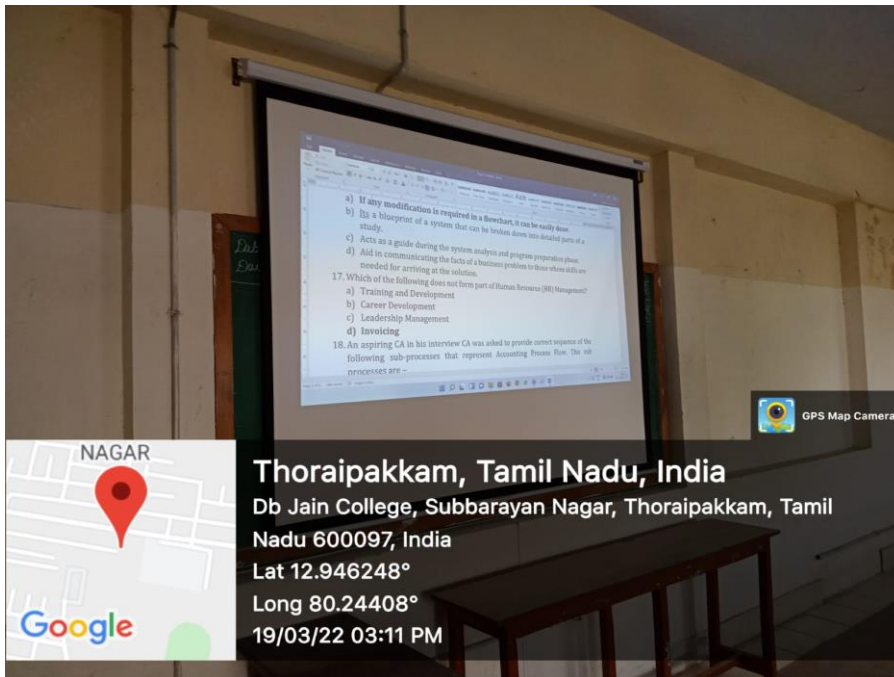 a) If any modification is required in a flowchart, it can be easily done.
b) Its a blueprint of a system that can be broken down into detailed parts of a
study.
c) Acts as a guide during the system analysis and program preparation phase.
d) Aid in communicating the facts of a business problem to those whose skills are
needed for arriving at the solution.
17. Which of the following does not form part of Human Resource (HR) Management?
a) Training and Development
b) Career Development
c) Leadership Management
d) Invoicing
18. An aspiring CA in his interview CA was asked to provide correct sequence of the
following sub-processes that represent Accounting Process Flow. The sub
processes are –
GPS Map Camera
NAGAR
Google
Thoraipakkam, Tamil Nadu, India
Db Jain College, Subbarayan Nagar, Thoraipakkam, Tamil
Nadu 600097, India
Lat 12.946248°
Long 80.24408°
19/03/22 03:11 PM